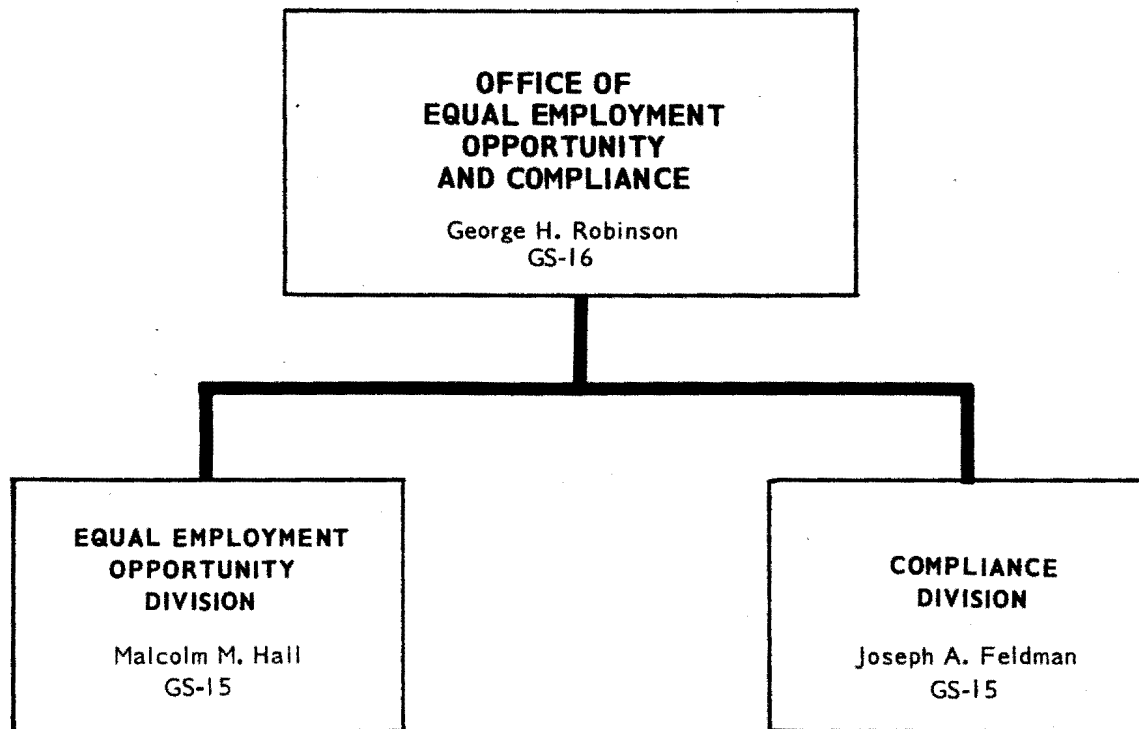 OFFICE OF
EQUAL EMPLOYMENT
OPPORTUNITY
AND COMPLIANCE
George H. Robinson
GS-16
EQUAL EMPLOYMENT
OPPORTUNITY
DIVISION
Malcolm M. Hall
GS-15
COMPLIANCE
DIVISION
Joseph A. Feldman
GS-15